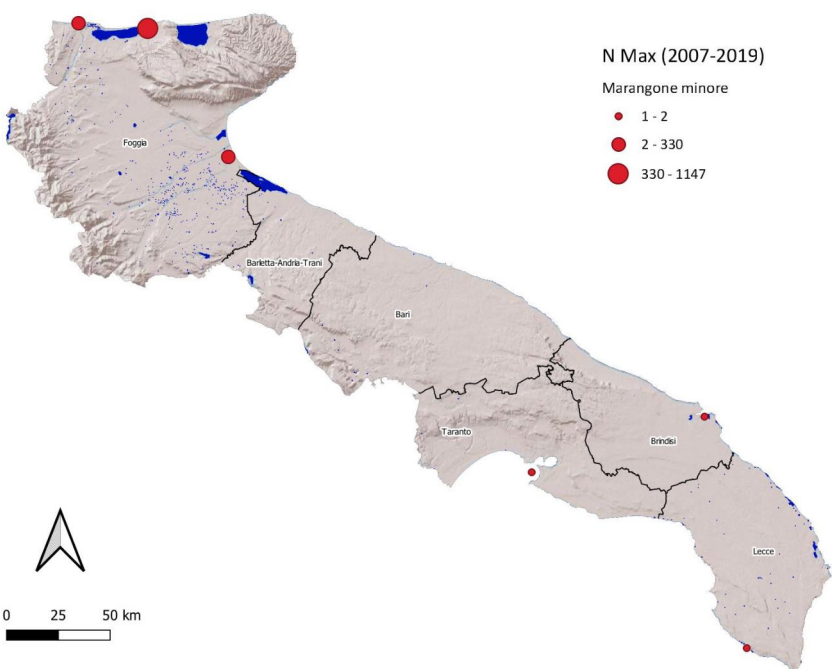 N Max (2007-2019)
Marangone minore
1 - 2
2 - 330
330 - 1147
Foggia
Barletta-Andria-Trani
Bari
Taranto
Brindisi
Lecce
0 25 50 km